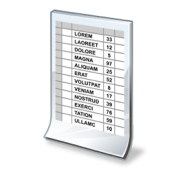 LOREM 33
LAOREET 12
DOLORE 5
MAGNA 97
ALIQUAM 25
ERAT 52
VOLUTPAT 8
VENIAM 17
NOSTRUD 39
EXERCI 76
TATION 59
ULLAMC 10